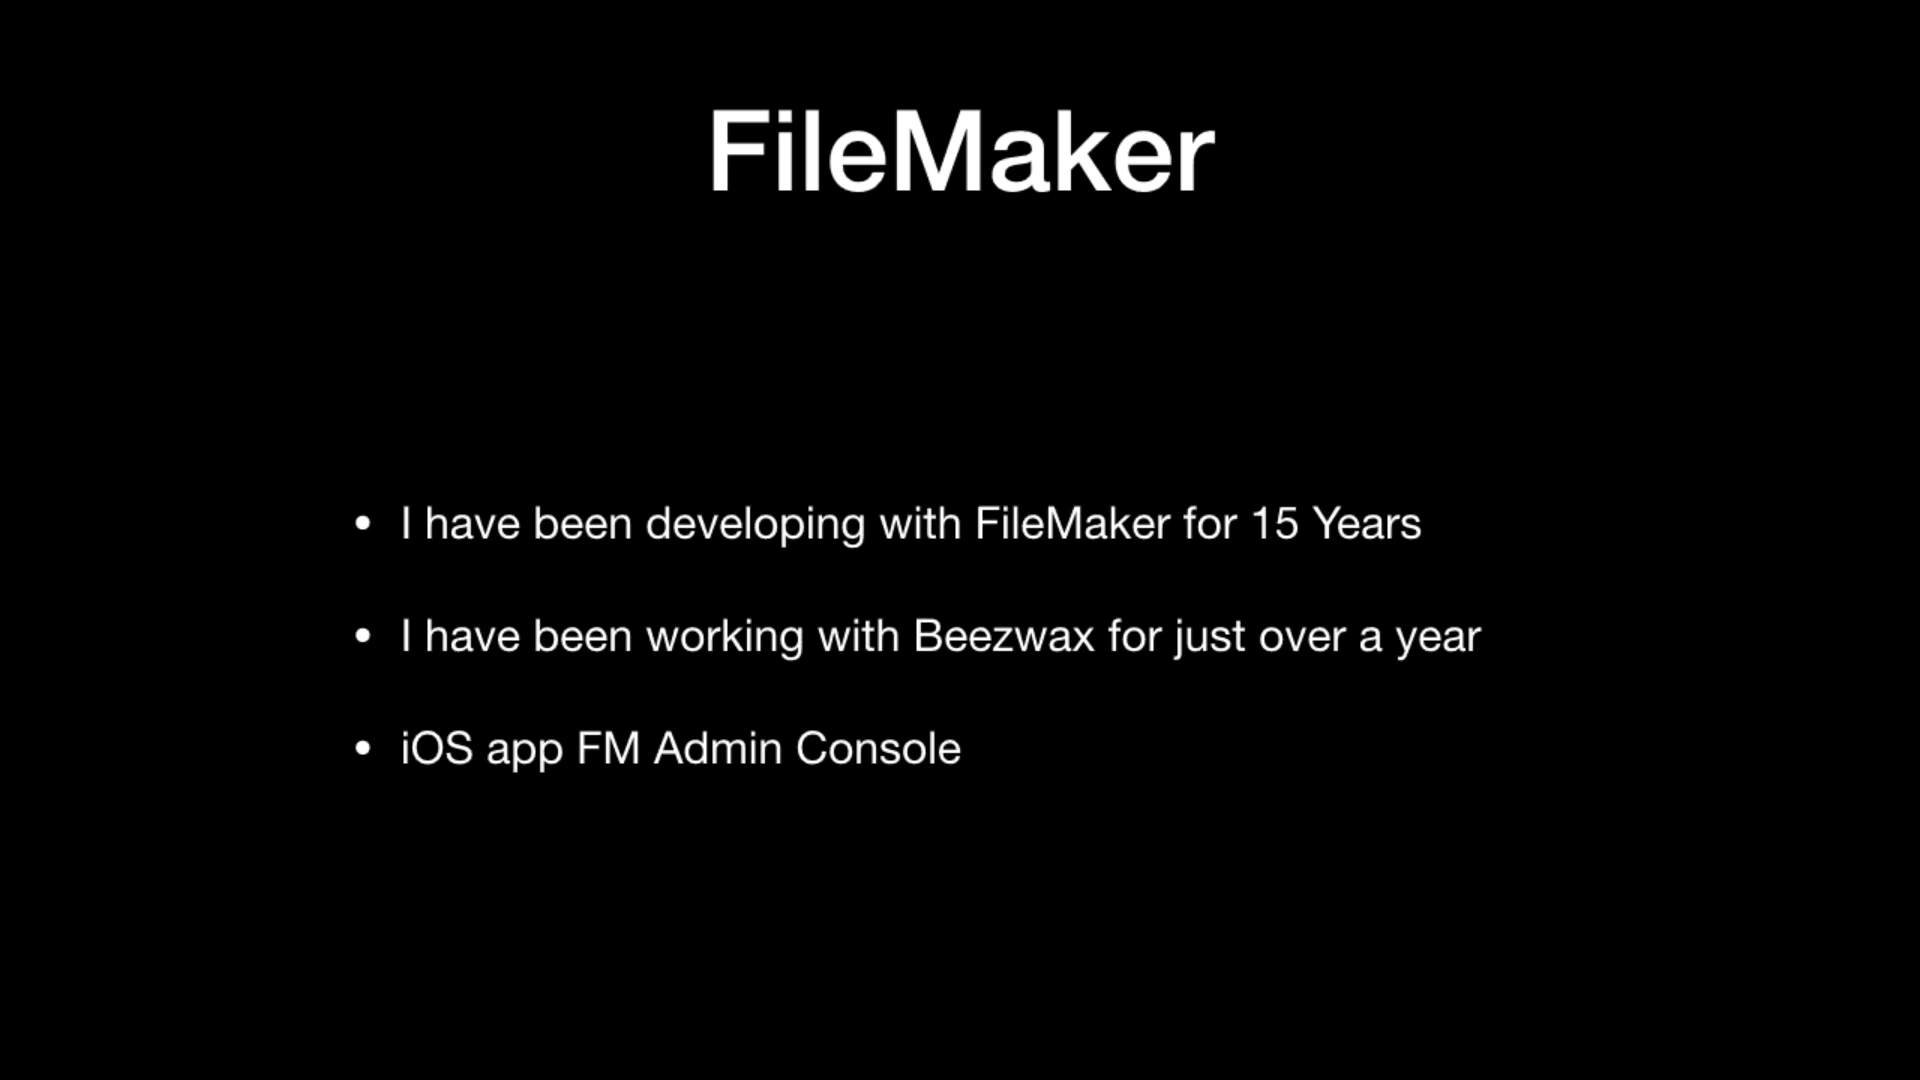 FileMaker
• I have been developing with FileMaker for 15 Years
• I have been working with Beezwax for just over a year
• iOS app FM Admin Console